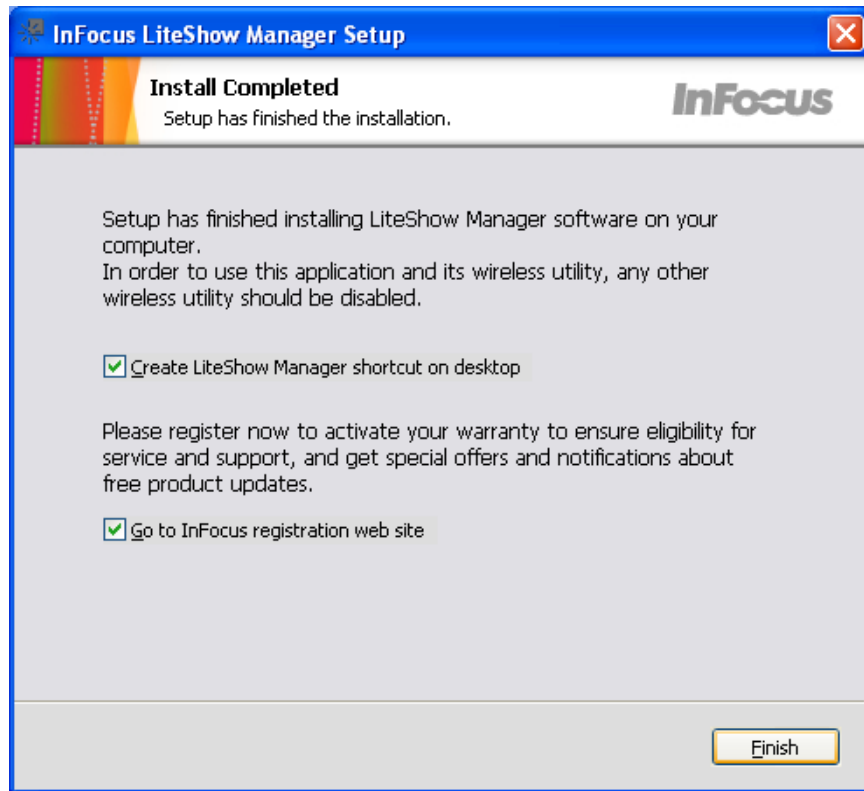 InFocus LiteShow Manager Setup
Install Completed
Setup has finished the installation.
InFocus
Setup has finished installing LiteShow Manager software on your
computer.
In order to use this application and its wireless utility, any other
wireless utility should be disabled.
Create LiteShow Manager shortcut on desktop
Please register now to activate your warranty to ensure eligibility for
service and support, and get special offers and notifications about
free product updates.
Go to InFocus registration web site
Finish